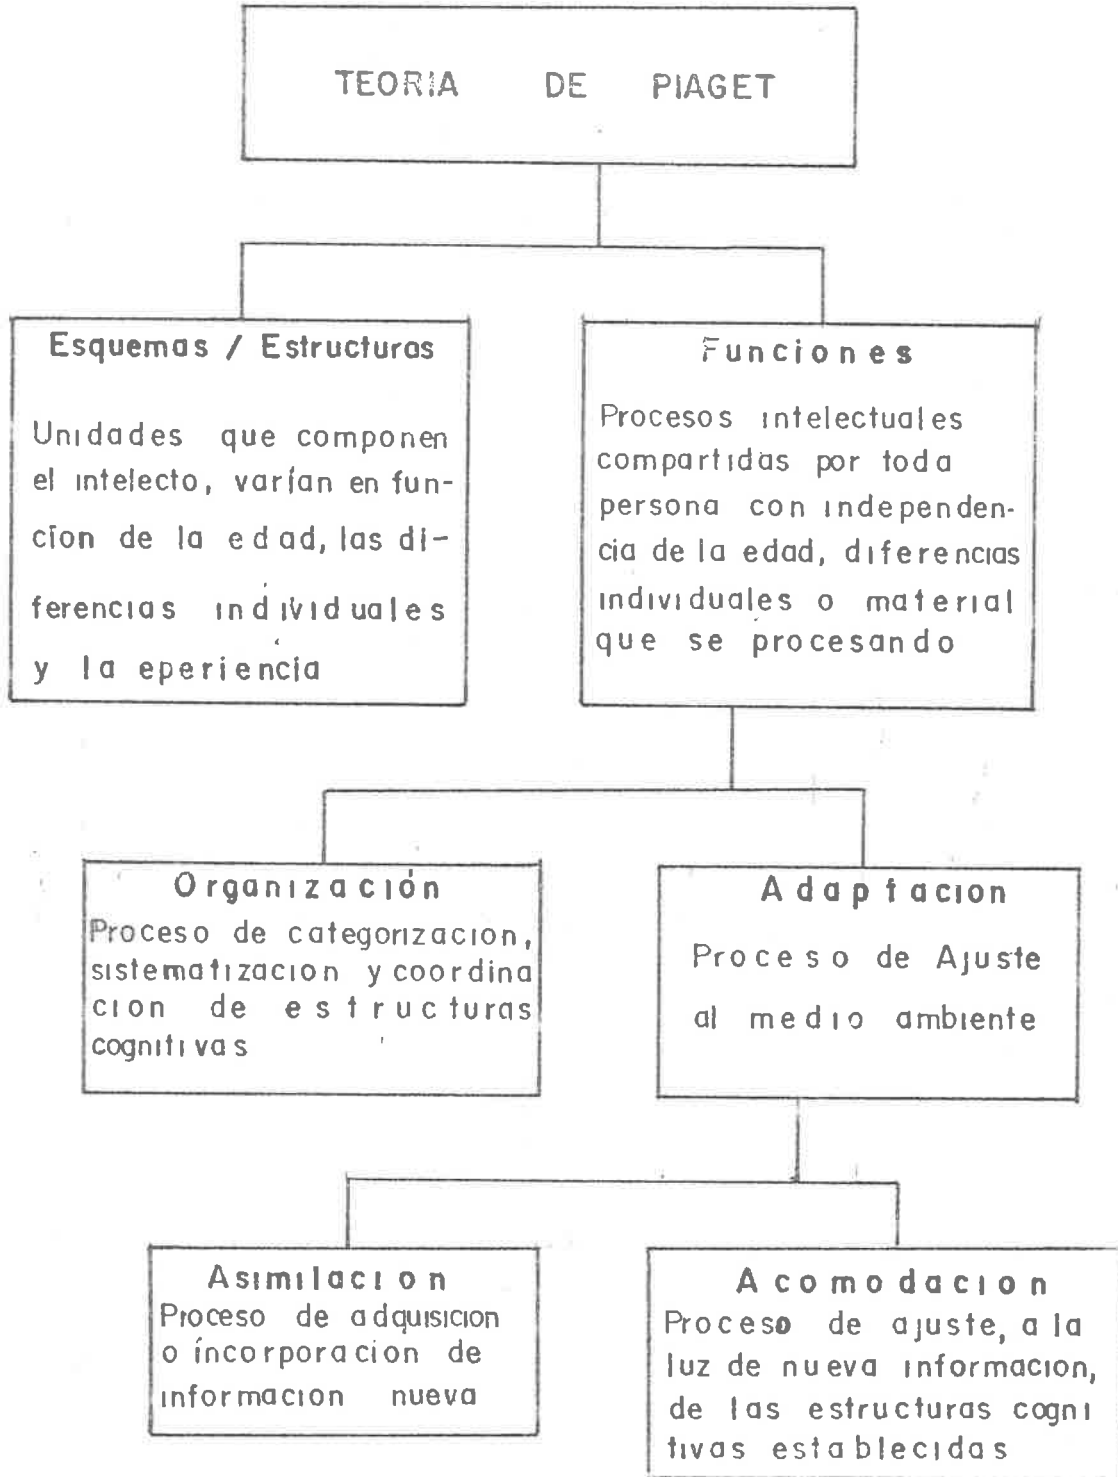 TEORIA DE PIAGET
Esquemas / Estructuras
Unidades que componen
el intelecto, varían en fun-
cion de la edad, las di-
ferencias individuales
y la eperiencia
Funciones
Procesos intelectuales
compartidas por toda
persona con independen-
cia de la edad, diferencias
individuales o material
que se procesando
Organización
Proceso de categorizacion,
sistematizacion y coordina
cion de estructuras
cognitivas
Adaptacion
Proceso de Ajuste
al medio ambiente
Asimilacion
Proceso de adquisicion
o incorporacion de
informacion nueva
Acomodacion
Proceso de ajuste, a la
luz de nueva informacion,
de las estructuras cogni
tivas establecidas